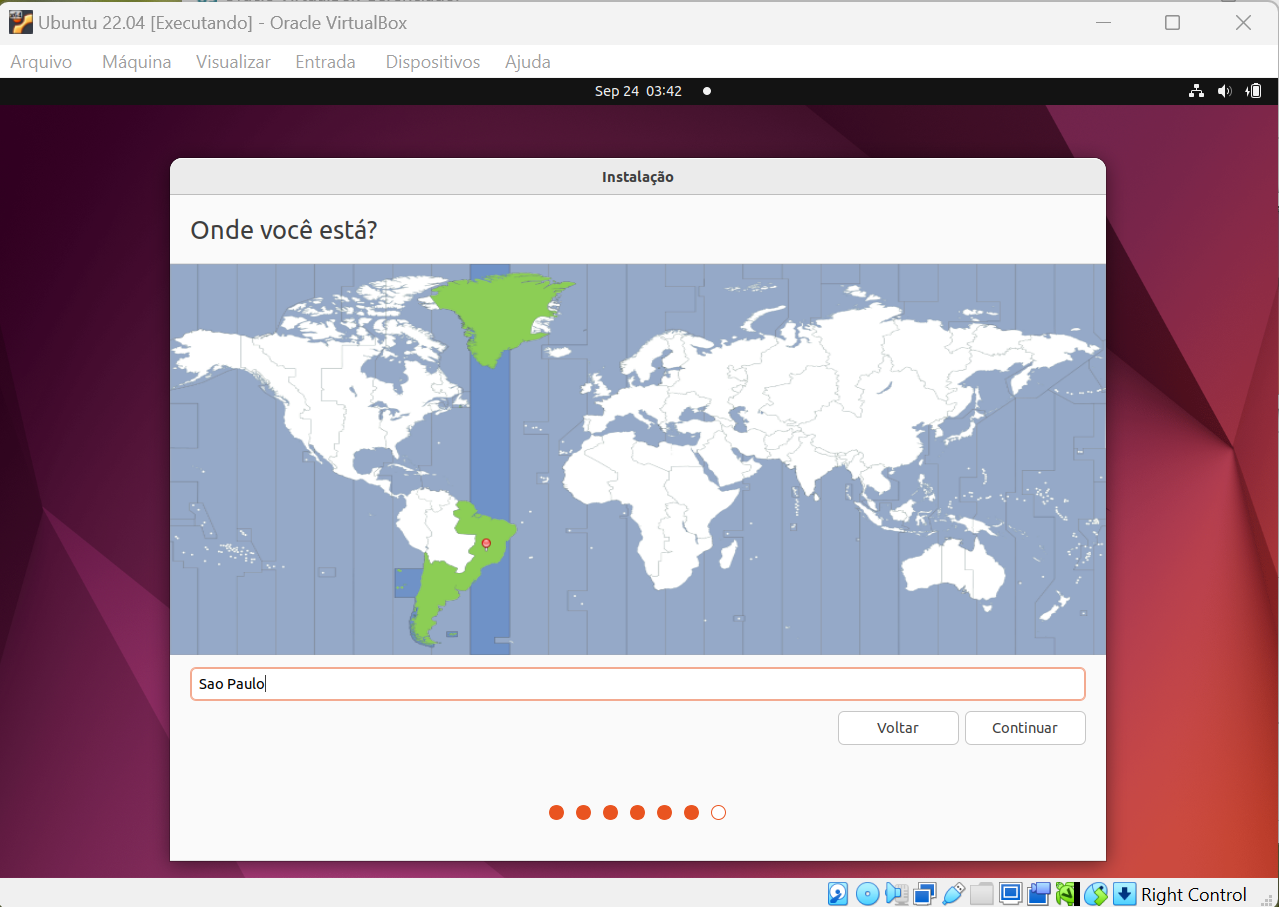 Ubuntu 22.04 [Executando] - Oracle VirtualBox
Arquivo Máquina Visualizar Entrada Dispositivos Ajuda
Sep 24 03:42
Instalação
Onde você está?
Sao Paulo
Voltar Continuar
Right Control